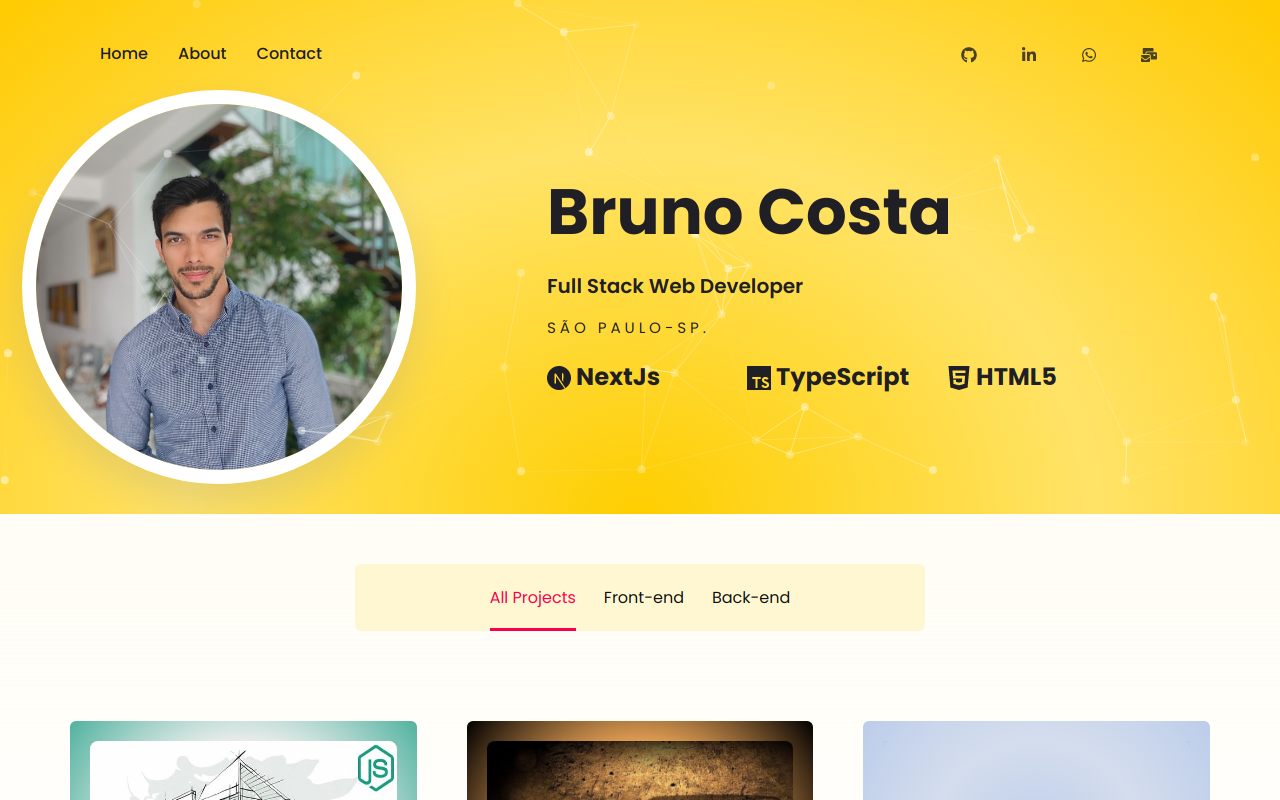 Home About Contact
Bruno Costa
Full Stack Web Developer
SÃO PAULO-SP.
NextJs TS TypeScript HTML5
All Projects Front-end Back-end
JS